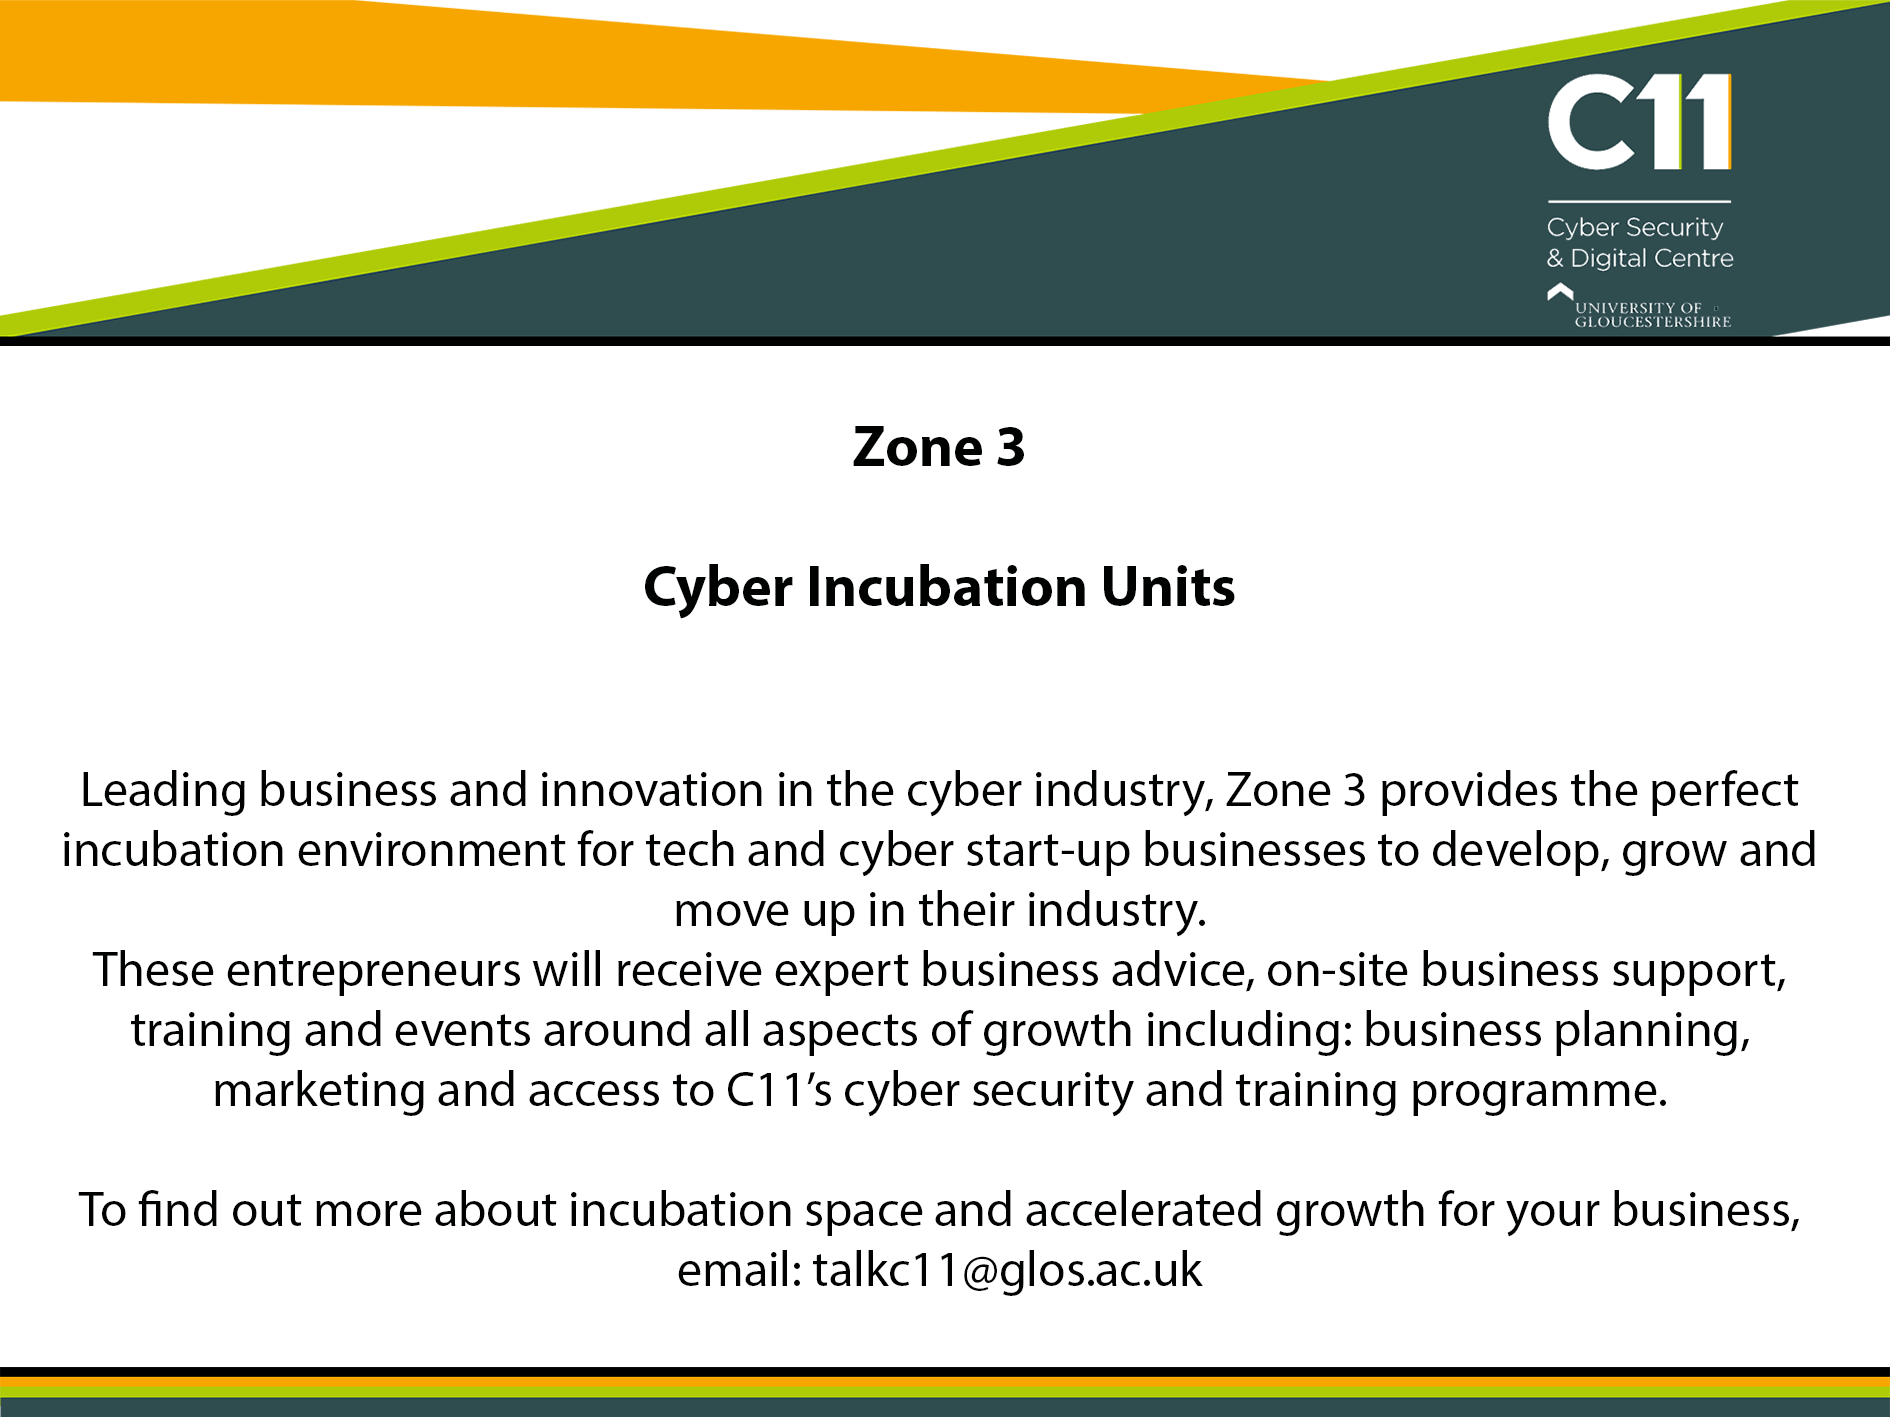 C11
Cyber Security
& Digital Centre
UNIVERSITY OF
GLOUCESTERSHIRE
Zone 3
Cyber Incubation Units
Leading business and innovation in the cyber industry, Zone 3 provides the perfect
incubation environment for tech and cyber start-up businesses to develop, grow and
move up in their industry.
These entrepreneurs will receive expert business advice, on-site business support,
training and events around all aspects of growth including: business planning,
marketing and access to C11’s cyber security and training programme.
To find out more about incubation space and accelerated growth for your business,
email: talkc11@glos.ac.uk